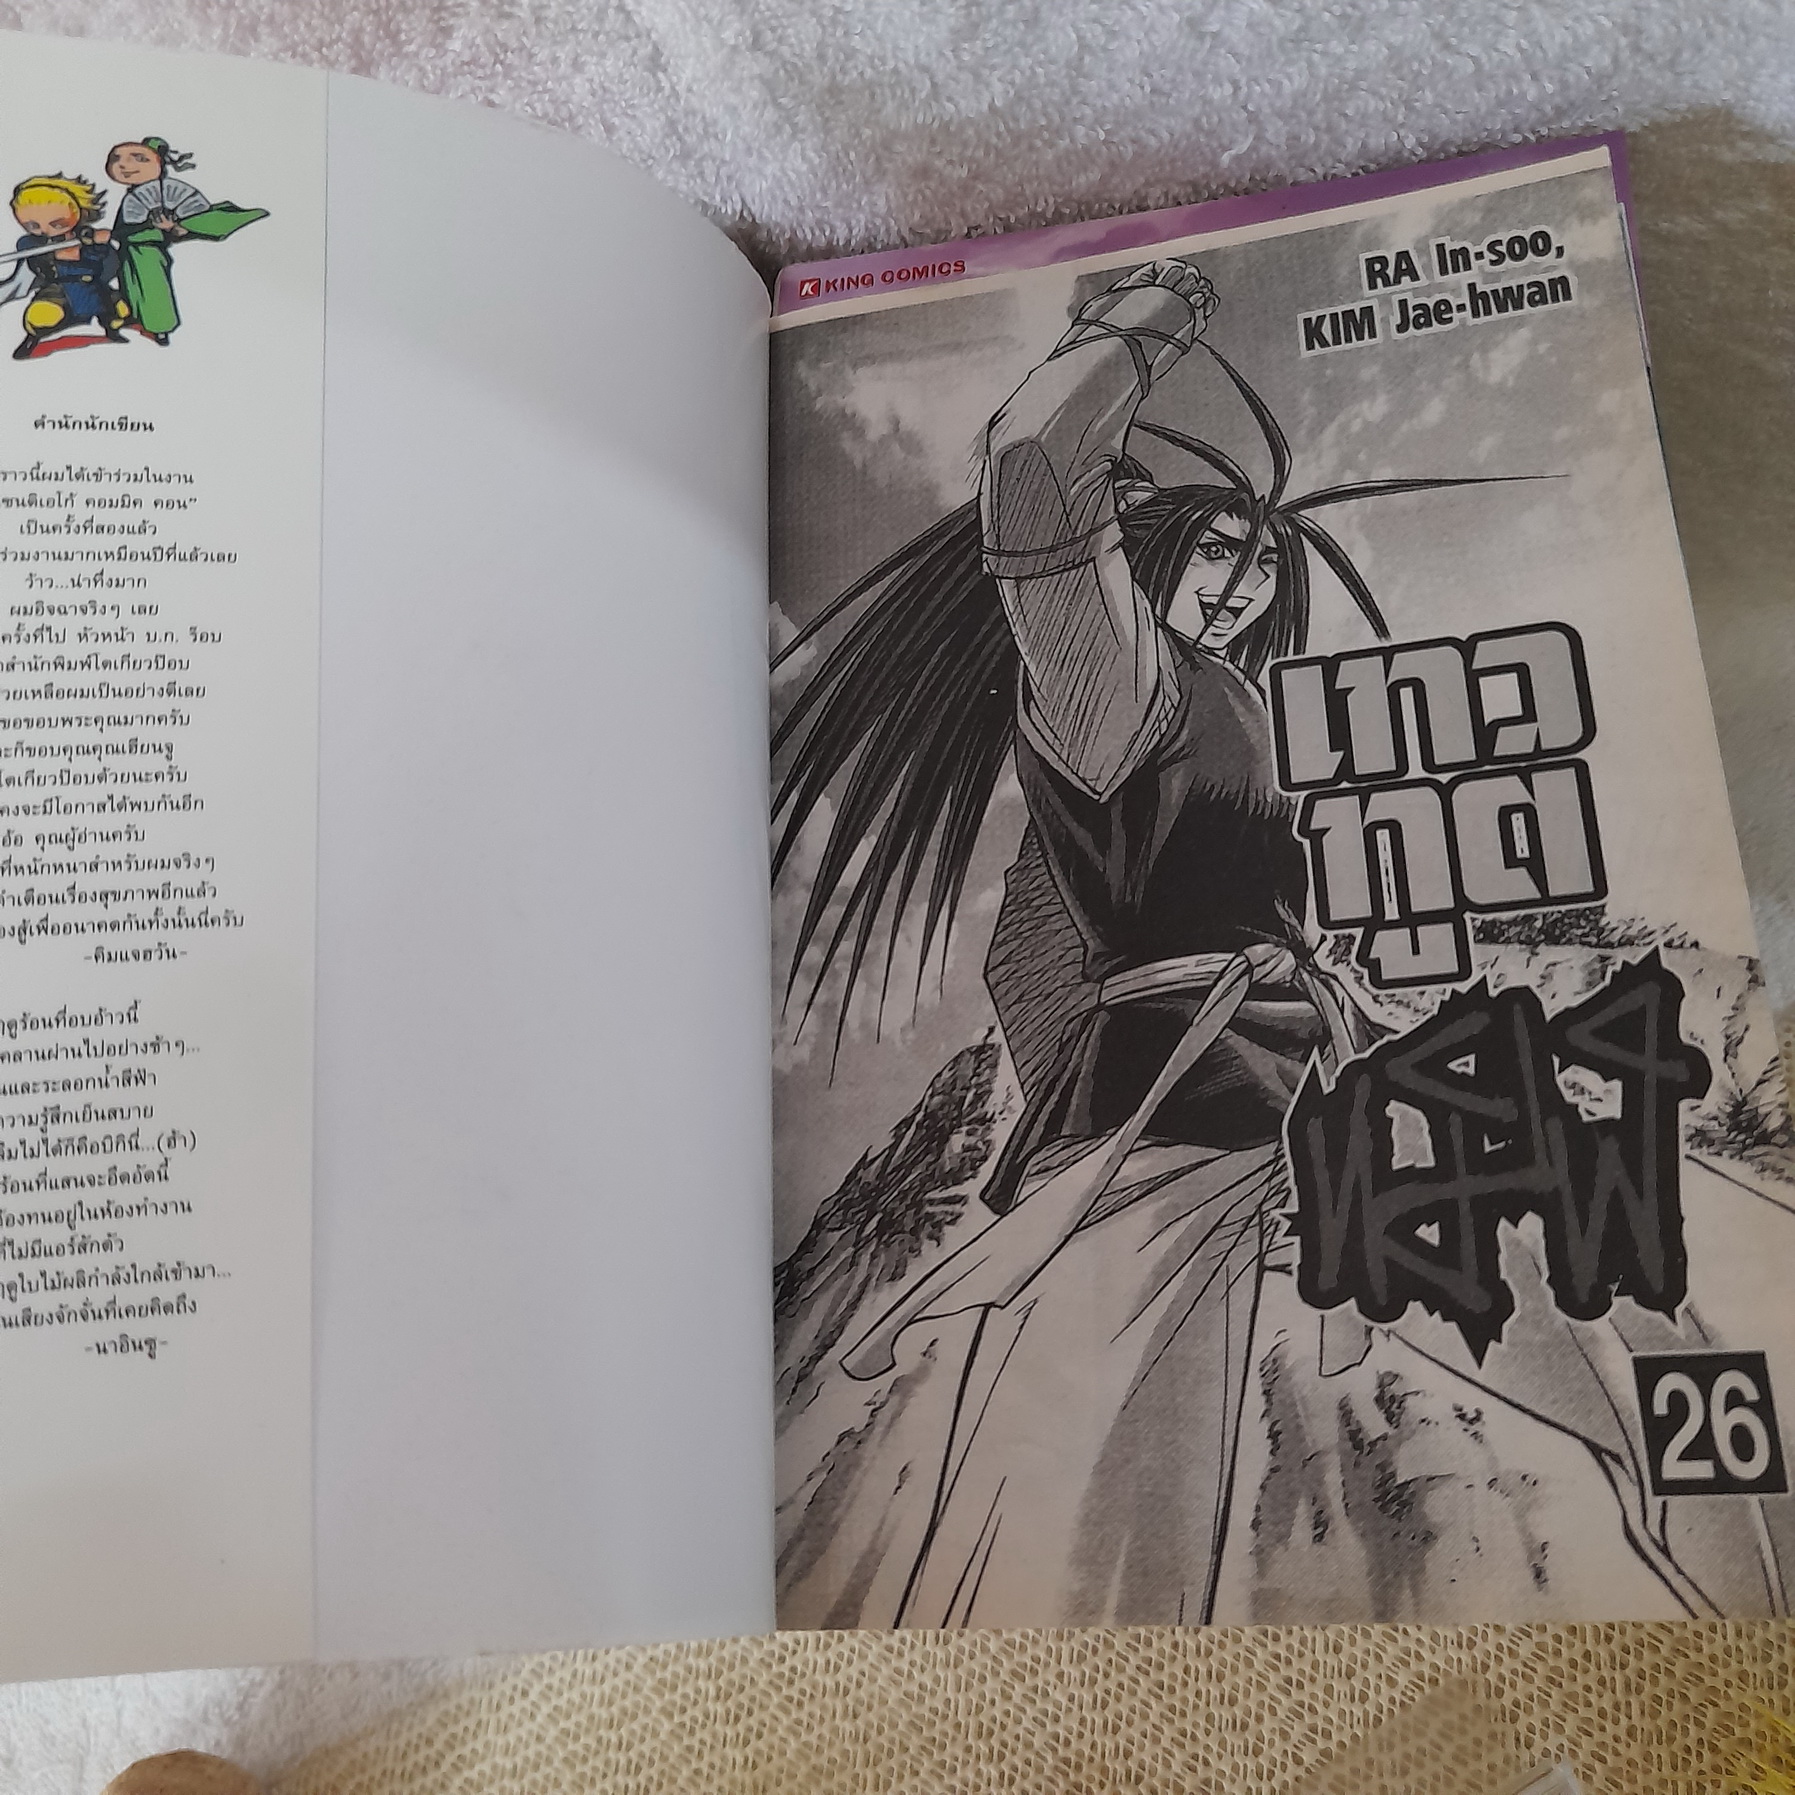 คำนักนักเขียน
ราวนี้ผมได้เข้าร่วมในงาน
ซนดิเอโก้ คอมมิค คอน”
เป็นครั้งที่สองแล้ว
ร่วมงานมากเหมือนปีที่แล้วเลย
ว้าว...น่าทึ่งมาก
ผมอิจฉาจริงๆ เลย
ครั้งที่ไป หัวหน้า บ.ก. ร็อบ
สำนักพิมพ์โตเกียวป๊อบ
วยเหลือผมเป็นอย่างดีเลย
ขอขอบพระคุณมากครับ
ะก็ขอบคุณคุณเฮียนจู
โตเกียวป๊อบด้วยนะครับ
คงจะมีโอกาสได้พบกันอีก
อ้อ คุณผู้อ่านครับ
ที่หนักหนาสำหรับผมจริงๆ
คำเตือนเรื่องสุขภาพอีกแล้ว
องสู้เพื่ออนาคตกันทั้งนั้นนี่ครับ
-คิมแจฮวัน-
ฤดูร้อนที่อบอ้าวนี้
คลานผ่านไปอย่างช้าๆ...
นและระลอกน้ำสีฟ้า
ความรู้สึกเย็นสบาย
ลืมไม่ได้ก็คือบิกินี่...(ฮ้า)
ร้อนที่แสนจะอึดอัดนี้
ต้องทนอยู่ในห้องทำงาน
ที่ไม่มีแอร์สักตัว
ฤดูใบไม้ผลิกำลังใกล้เข้ามา...
นเสียงจักจั่นที่เคยคิดถึง
-นาอินซู-
KING COMICS
RA In-soo,
KIM Jae-hwan
เทว
ทูต
26